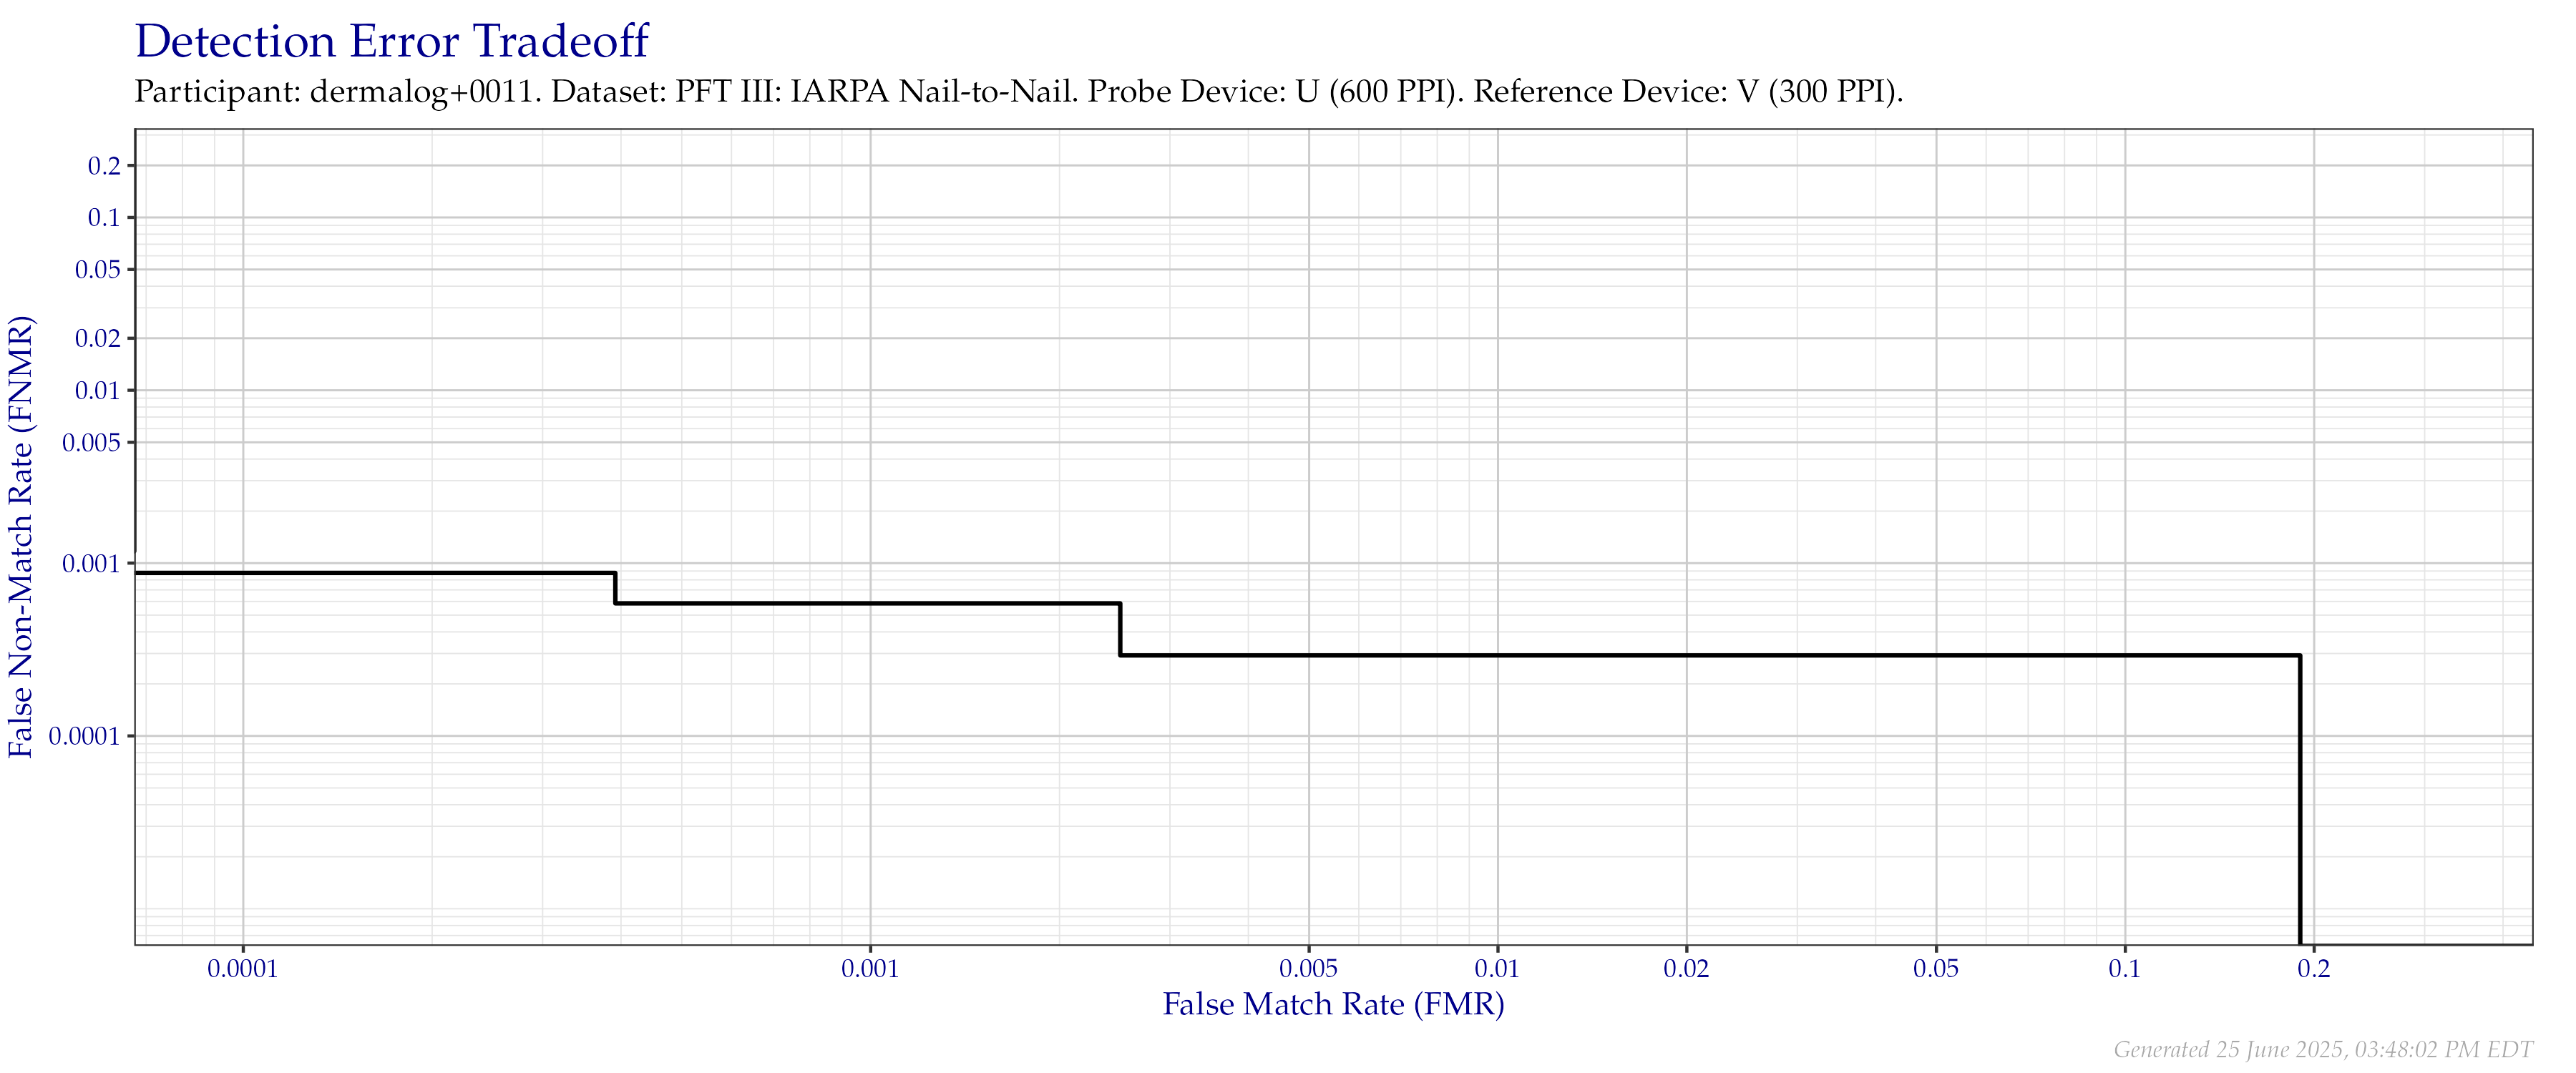 Detection Error Tradeoff
Participant: dermalog+0011. Dataset: PFT III: IARPA Nail-to-Nail. Probe Device: U (600 PPI). Reference Device: V (300 PPI).
False Non-Match Rate (FNMR)
0.2
0.1
0.05
0.02
0.01
0.005
0.001
0.0001
0.0001 0.001 0.005 0.01 0.02 0.05 0.1 0.2
False Match Rate (FMR)
Generated 25 June 2025, 03:48:02 PM EDT